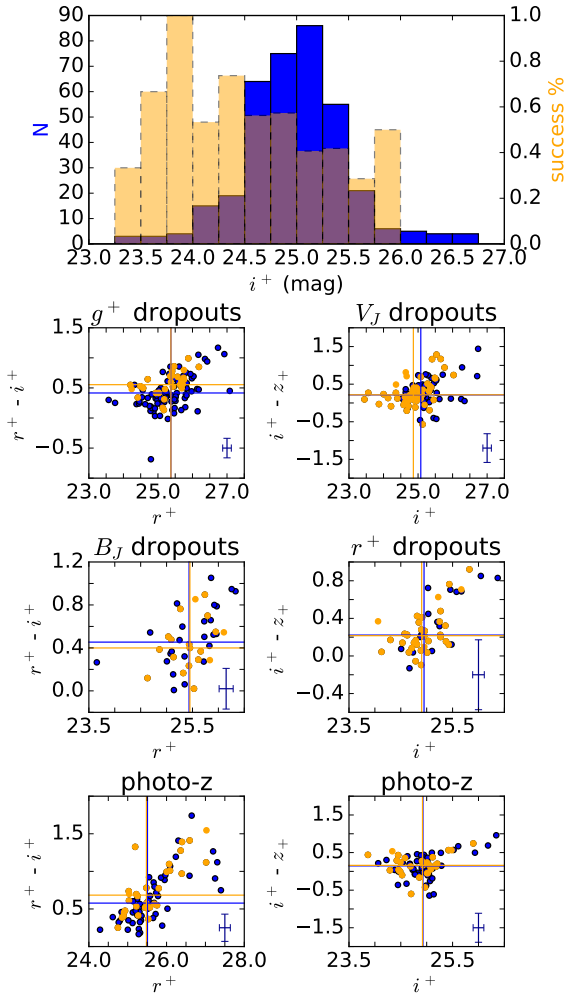 90
80
70
60
50
40
30
20
10
0
N
1.0
0.8
0.6
0.4
0.2
0.0
success %
23.0 23.5 24.0 24.5 25.0 25.5 26.0 26.5 27.0
i⁺ (mag)
g⁺ dropouts
1.5
0.5
−0.5
r⁺ - i⁺
23.0 25.0 27.0
r⁺
V_J dropouts
1.5
0.5
−0.5
−1.5
i⁺ - z₊
23.0 25.0 27.0
i⁺
B_J dropouts
1.2
0.8
0.4
0.0
r⁺ - i⁺
23.5 25.5
r⁺
r⁺ dropouts
0.8
0.4
0.0
−0.4
i⁺ - z₊
23.5 25.5
i⁺
photo-z
1.5
0.5
r⁺ - i⁺
24.0 26.0 28.0
r⁺
photo-z
1.5
0.5
−0.5
−1.5
i⁺ - z₊
23.5 25.5
i⁺